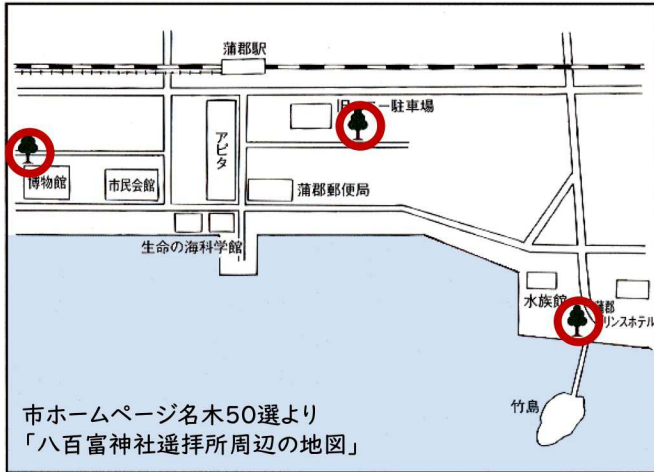 蒲郡駅
旧
ー駐車場
アピタ
博物館
市民会館
蒲郡郵便局
生命の海科学館
水族館
蒲郡
リンスホテル
竹島
市ホームページ名木50選より
「八百富神社遥拝所周辺の地図」